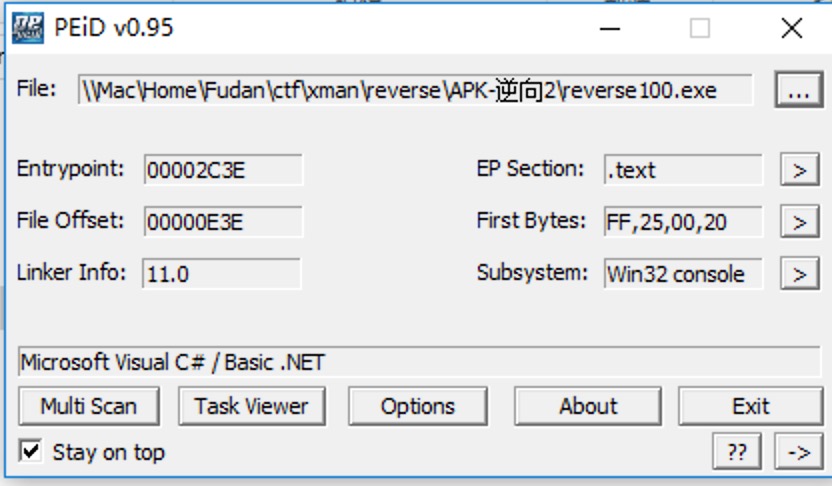 PEiD v0.95
File: \\Mac\Home\Fudan\ctf\xman\reverse\APK-逆向2\reverse100.exe ...
Entrypoint: 00002C3E EP Section: .text >
File Offset: 00000E3E First Bytes: FF,25,00,20 >
Linker Info: 11.0 Subsystem: Win32 console >
Microsoft Visual C# / Basic .NET
Multi Scan Task Viewer Options About Exit
Stay on top ?? ->